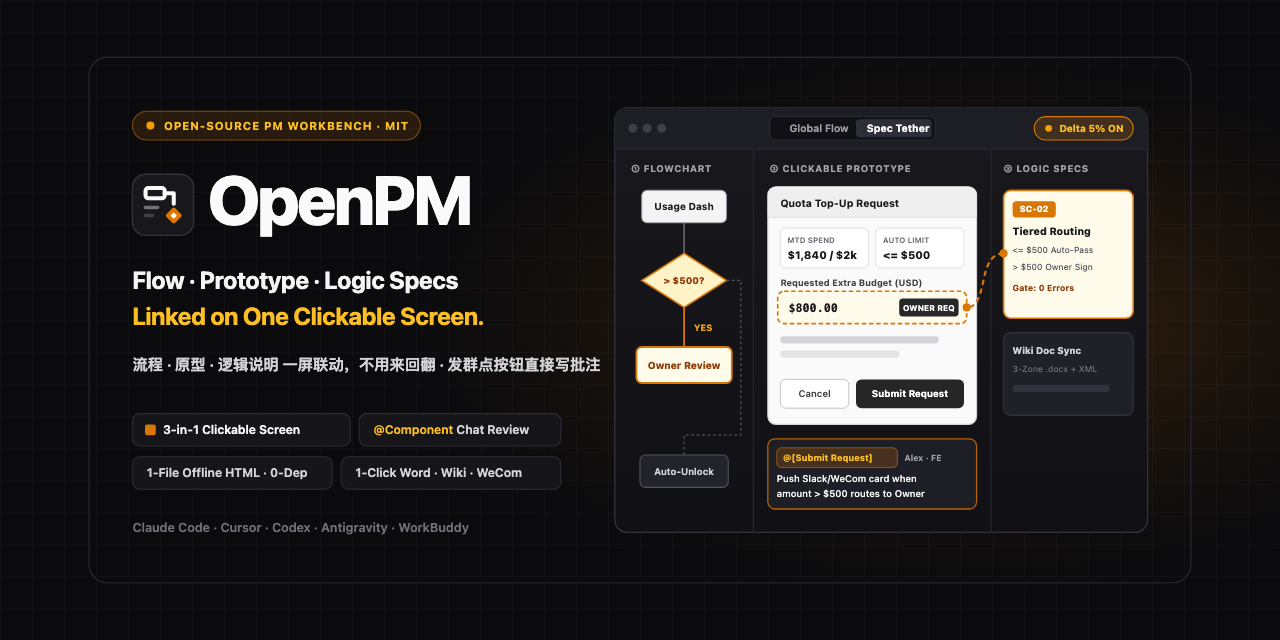 OPEN-SOURCE PM WORKBENCH · MIT
OpenPM
Flow · Prototype · Logic Specs
Linked on One Clickable Screen.
流程 · 原型 · 逻辑说明 一屏联动，不用来回翻 · 发群点按钮直接写批注
3-in-1 Clickable Screen
@Component Chat Review
1-File Offline HTML · 0-Dep
1-Click Word · Wiki · WeCom
Claude Code · Cursor · Codex · Antigravity · WorkBuddy
Global Flow
Spec Tether
Delta 5% ON
① FLOWCHART
Usage Dash
> $500?
YES
Owner Review
Auto-Unlock
② CLICKABLE PROTOTYPE
Quota Top-Up Request
MTD SPEND
$1,840 / $2k
AUTO LIMIT
<= $500
Requested Extra Budget (USD)
$800.00
OWNER REQ
Cancel
Submit Request
@[Submit Request]
Alex · FE
Push Slack/WeCom card when
amount > $500 routes to Owner
③ LOGIC SPECS
SC-02
Tiered Routing
<= $500 Auto-Pass
> $500 Owner Sign
Gate: 0 Errors
Wiki Doc Sync
3-Zone .docx + XML